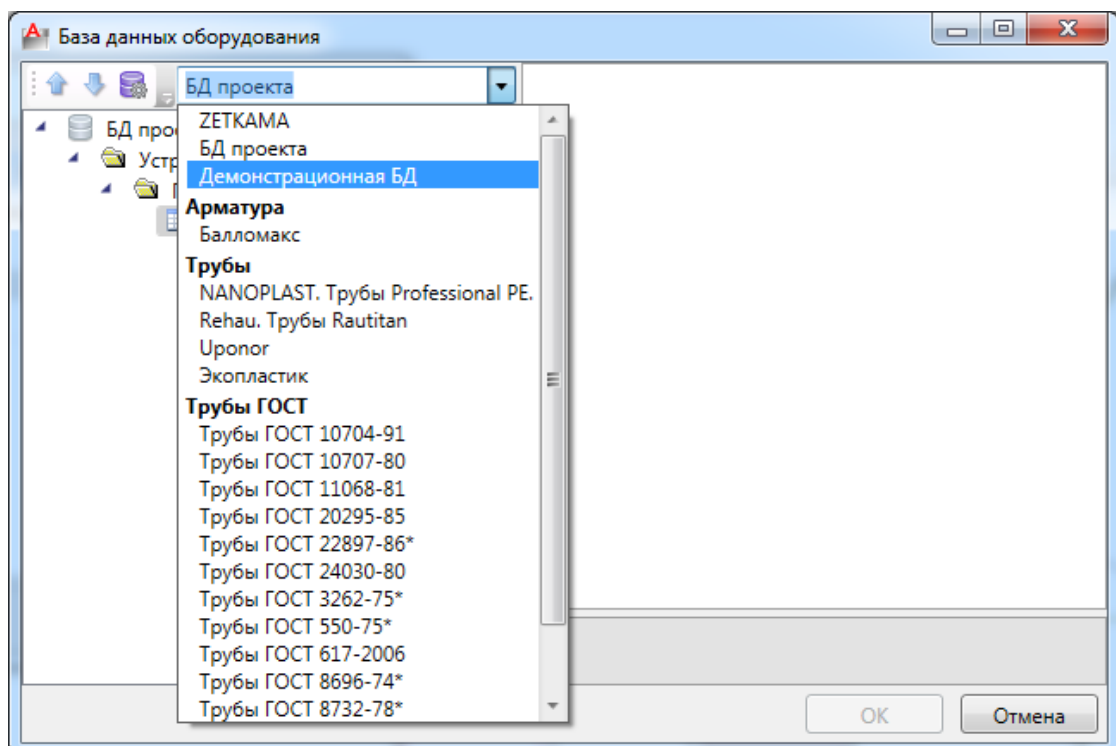 База данных оборудования
БД проекта
БД про
Устр
ZETKAMA
БД проекта
Демонстрационная БД
Арматура
Балломакс
Трубы
NANOPLAST. Трубы Professional PE.
Rehau. Трубы Rautitan
Uponor
Экопластик
Трубы ГОСТ
Трубы ГОСТ 10704-91
Трубы ГОСТ 10707-80
Трубы ГОСТ 11068-81
Трубы ГОСТ 20295-85
Трубы ГОСТ 22897-86*
Трубы ГОСТ 24030-80
Трубы ГОСТ 3262-75*
Трубы ГОСТ 550-75*
Трубы ГОСТ 617-2006
Трубы ГОСТ 8696-74*
Трубы ГОСТ 8732-78*
OK
Отмена